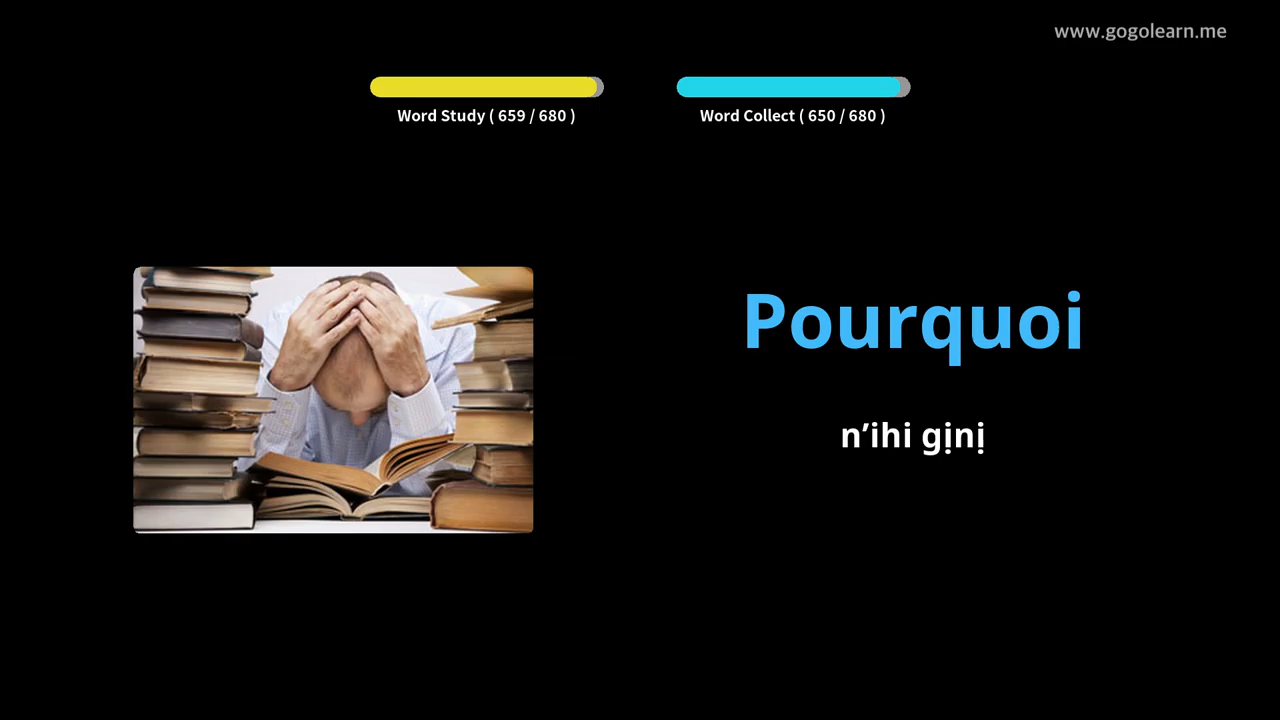 www.gogolearn.me
Word Study ( 659 / 680 )
Word Collect ( 650 / 680 )
Pourquoi
n’ihi gịnị